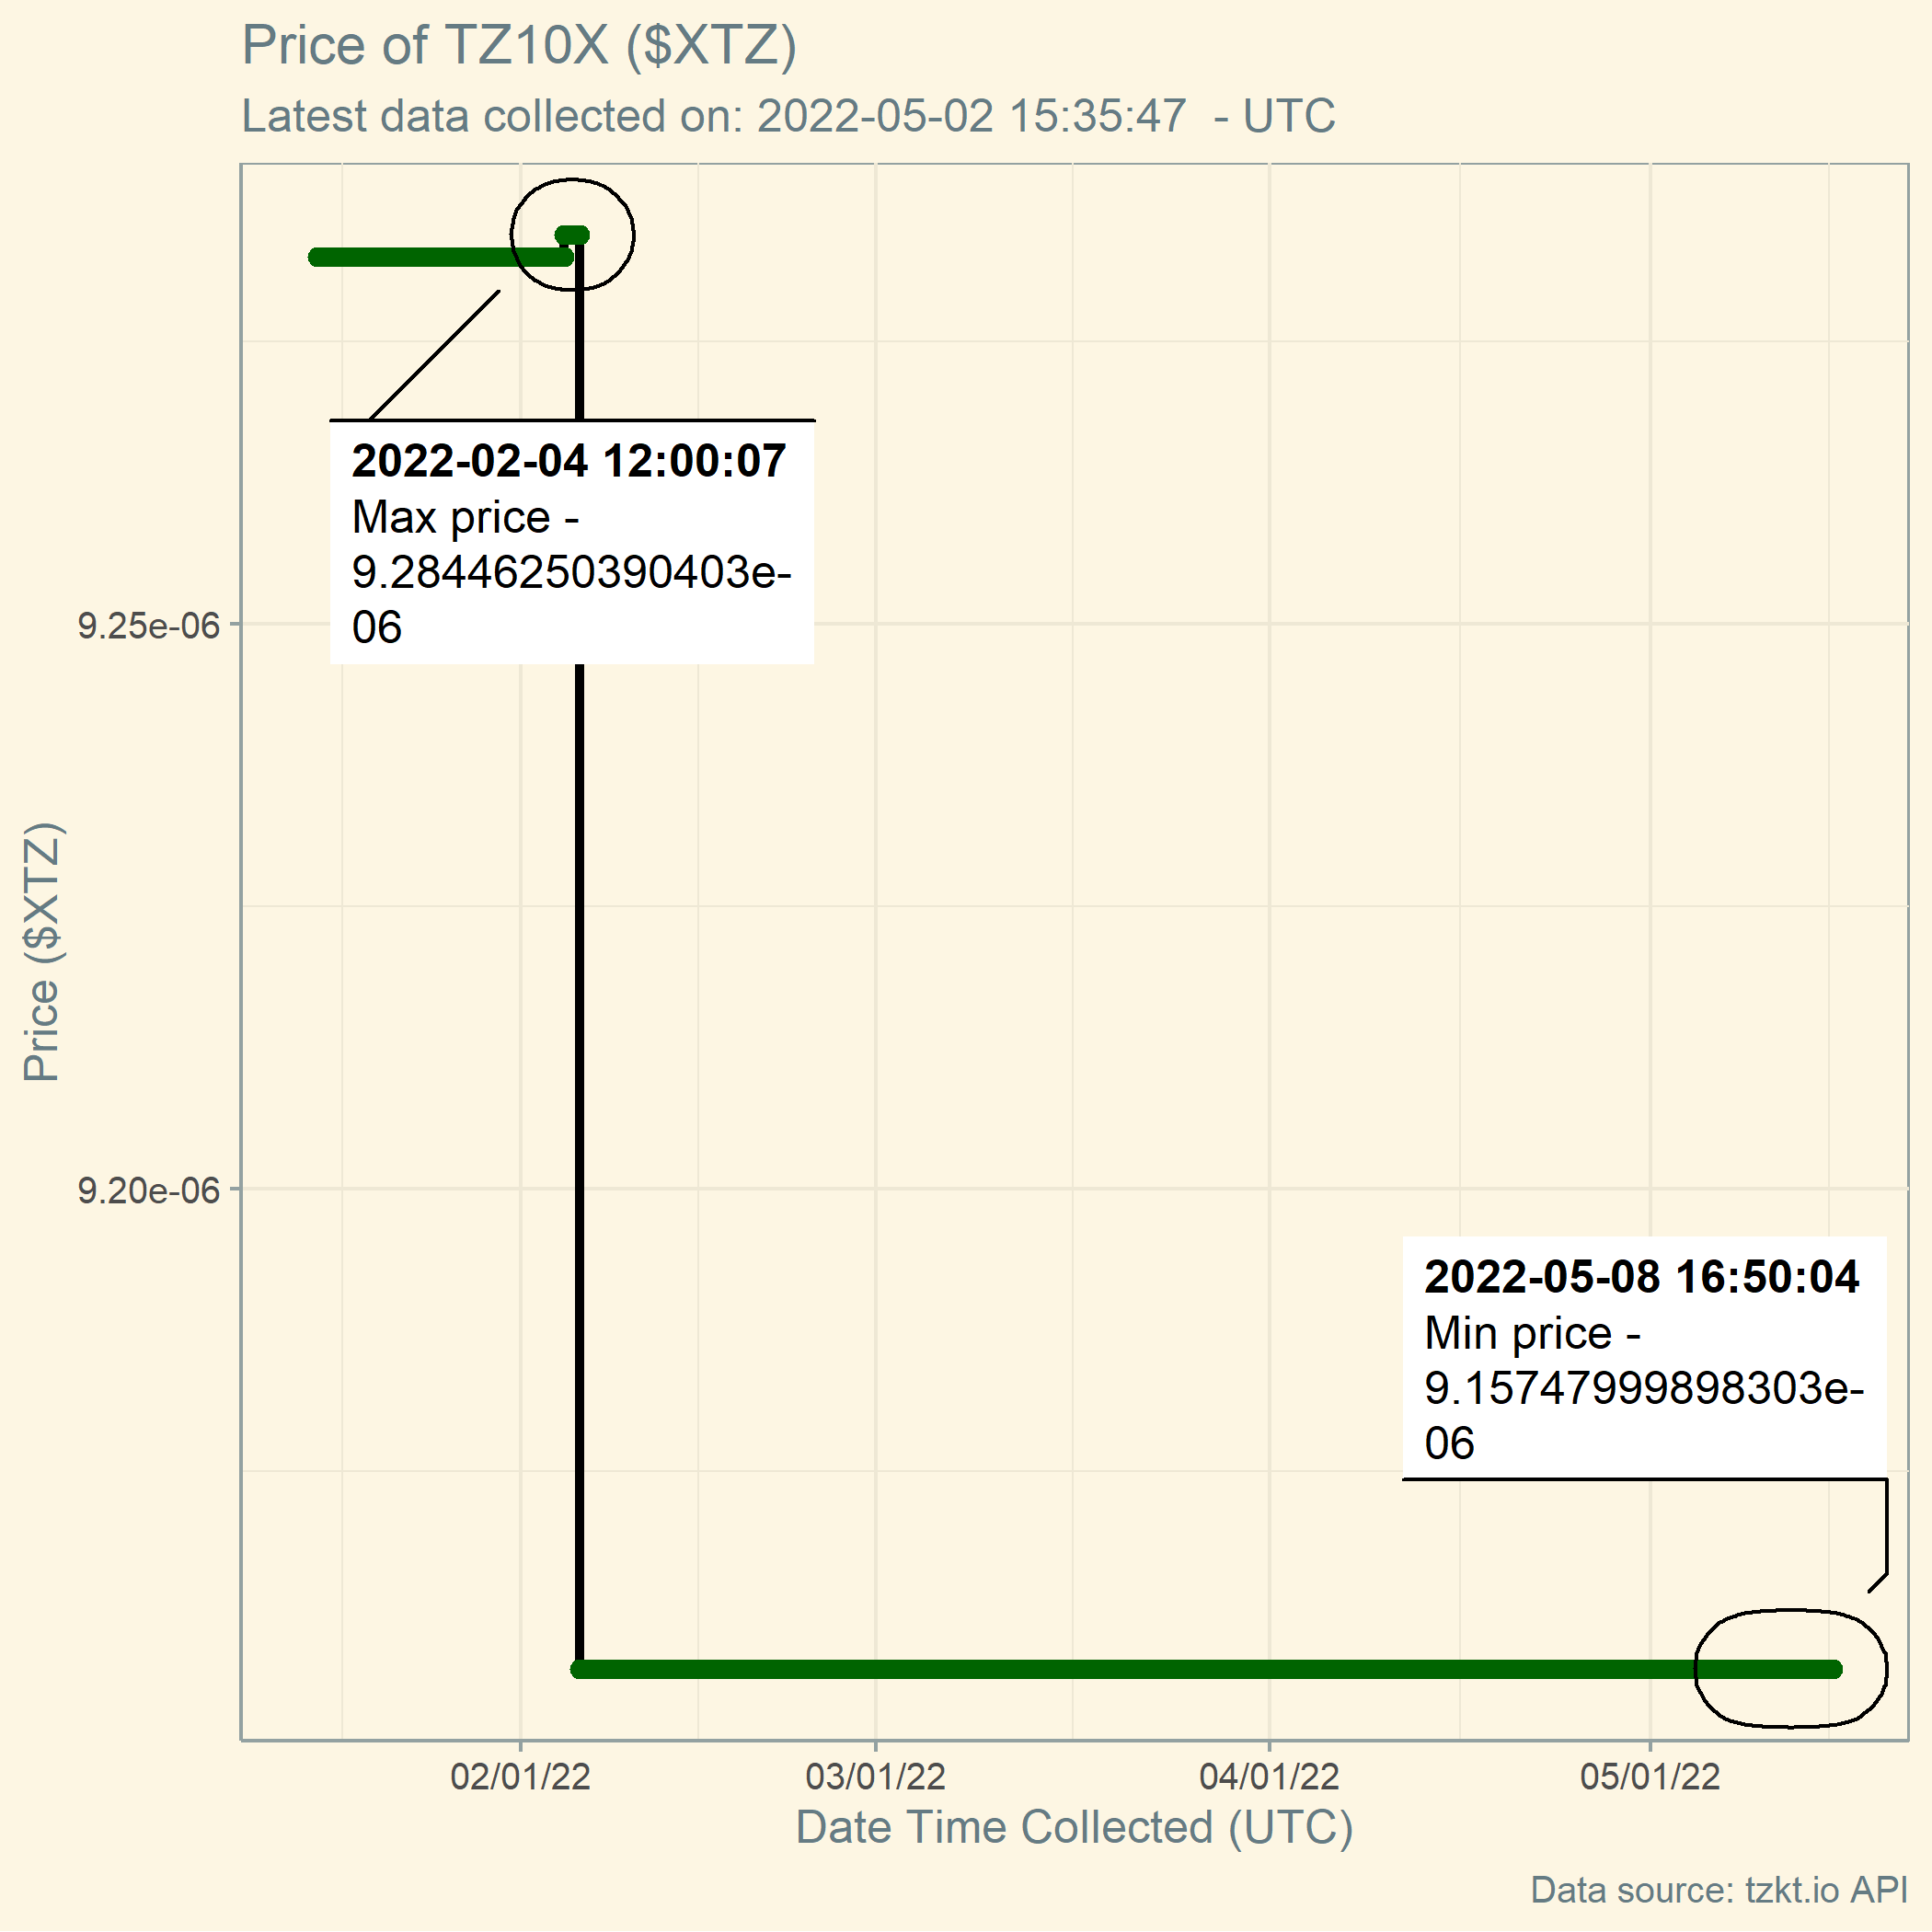 Price of TZ10X ($XTZ)
Latest data collected on: 2022-05-02 15:35:47  - UTC
2022-02-04 12:00:07
Max price -
9.28446250390403e-
06
9.25e-06
Price ($XTZ)
9.20e-06
2022-05-08 16:50:04
Min price -
9.15747999898303e-
06
02/01/22 03/01/22 04/01/22 05/01/22
Date Time Collected (UTC)
Data source: tzkt.io API